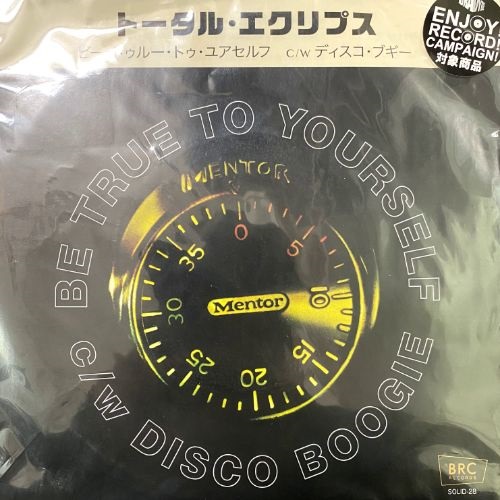 トータル・エクリプス
ビー・トゥルー・トゥ・ユアセルフ C/W ディスコ・ブギー
ENJOY
RECORD!
CAMPAIGN!
対象商品
BE TRUE TO YOURSELF
C/W DISCO BOOGIE
MENTOR
0
5
10
15
20
25
30
35
Mentor
BRC
RECORDS
SOLID-28